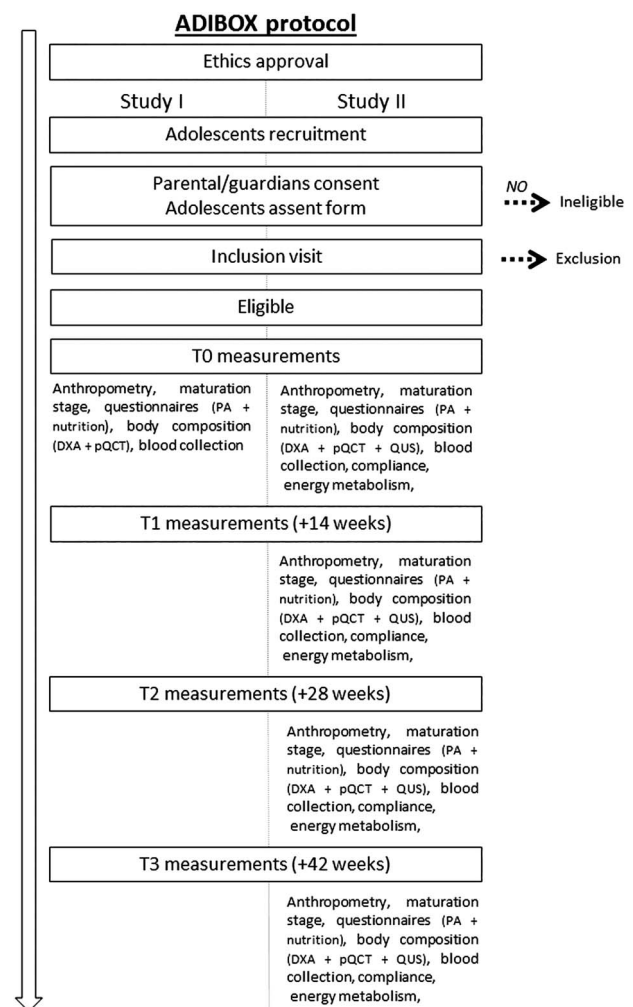 ADIBOX protocol
Ethics approval
Study I
Study II
Adolescents recruitment
Parental/guardians consent
Adolescents assent form
NO
Ineligible
Inclusion visit
Exclusion
Eligible
T0 measurements
Anthropometry, maturation
stage, questionnaires (PA +
nutrition), body composition
(DXA + pQCT), blood collection
Anthropometry, maturation
stage, questionnaires (PA +
nutrition), body composition
(DXA + pQCT + QUS), blood
collection, compliance,
energy metabolism,
T1 measurements (+14 weeks)
Anthropometry, maturation
stage, questionnaires (PA +
nutrition), body composition
(DXA + pQCT + QUS), blood
collection, compliance,
energy metabolism,
T2 measurements (+28 weeks)
Anthropometry, maturation
stage, questionnaires (PA +
nutrition), body composition
(DXA + pQCT + QUS), blood
collection, compliance,
energy metabolism,
T3 measurements (+42 weeks)
Anthropometry, maturation
stage, questionnaires (PA +
nutrition), body composition
(DXA + pQCT + QUS), blood
collection, compliance,
energy metabolism,